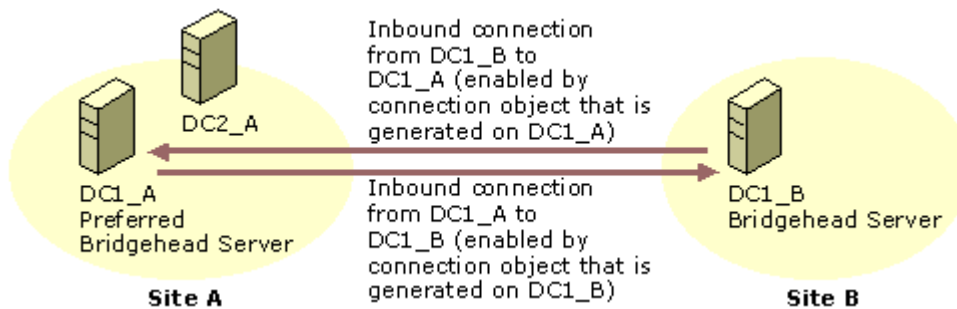 Inbound connection
from DC1_B to
DC1_A (enabled by
connection object that is
generated on DC1_A)
DC2_A
DC1_A
Preferred
Bridgehead Server
Inbound connection
from DC1_A to
DC1_B (enabled by
connection object that is
generated on DC1_B)
DC1_B
Bridgehead Server
Site A
Site B